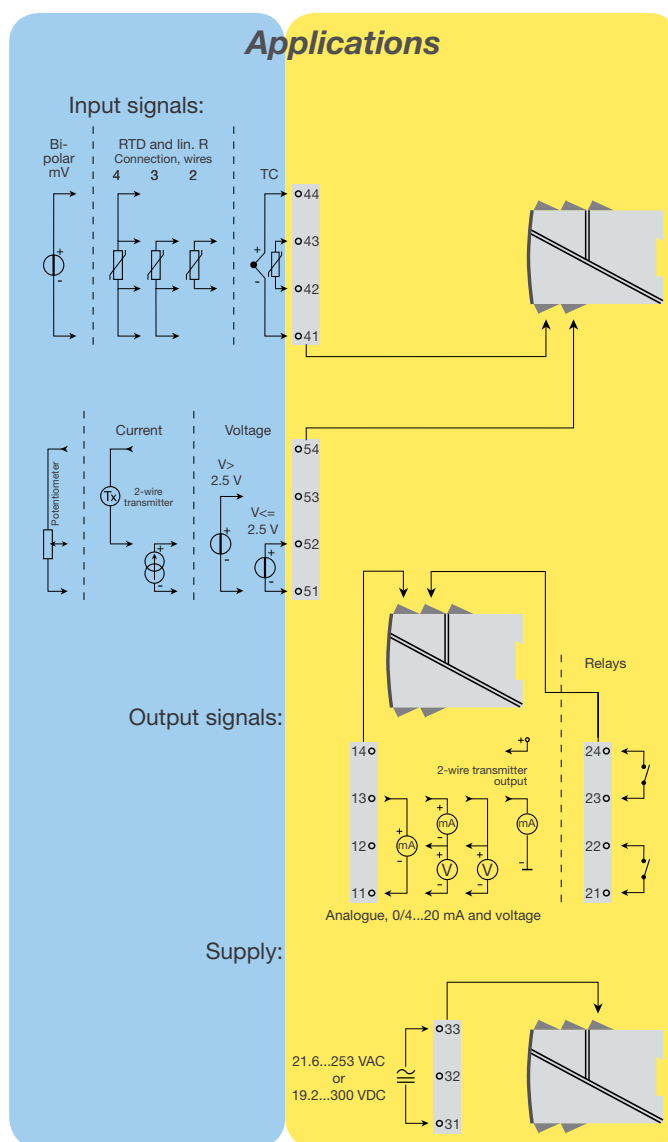 Applications
Input signals:
Bi-
polar
mV
RTD and lin. R
Connection, wires
4 3 2
TC
44
43
42
41
+
-
+
-
Potentiometer
Current
Tx
2-wire
transmitter
+
-
Voltage
V>
2.5 V
V<=
2.5 V
+
-
+
-
54
53
52
51
Output signals:
14
13
12
11
+
mA
-
+
mA
-
+
V
-
+
V
-
+
2-wire transmitter
output
mA
-
Analogue, 0/4...20 mA and voltage
Relays
24
23
22
21
Supply:
21.6...253 VAC
or
19.2...300 VDC
33
32
31